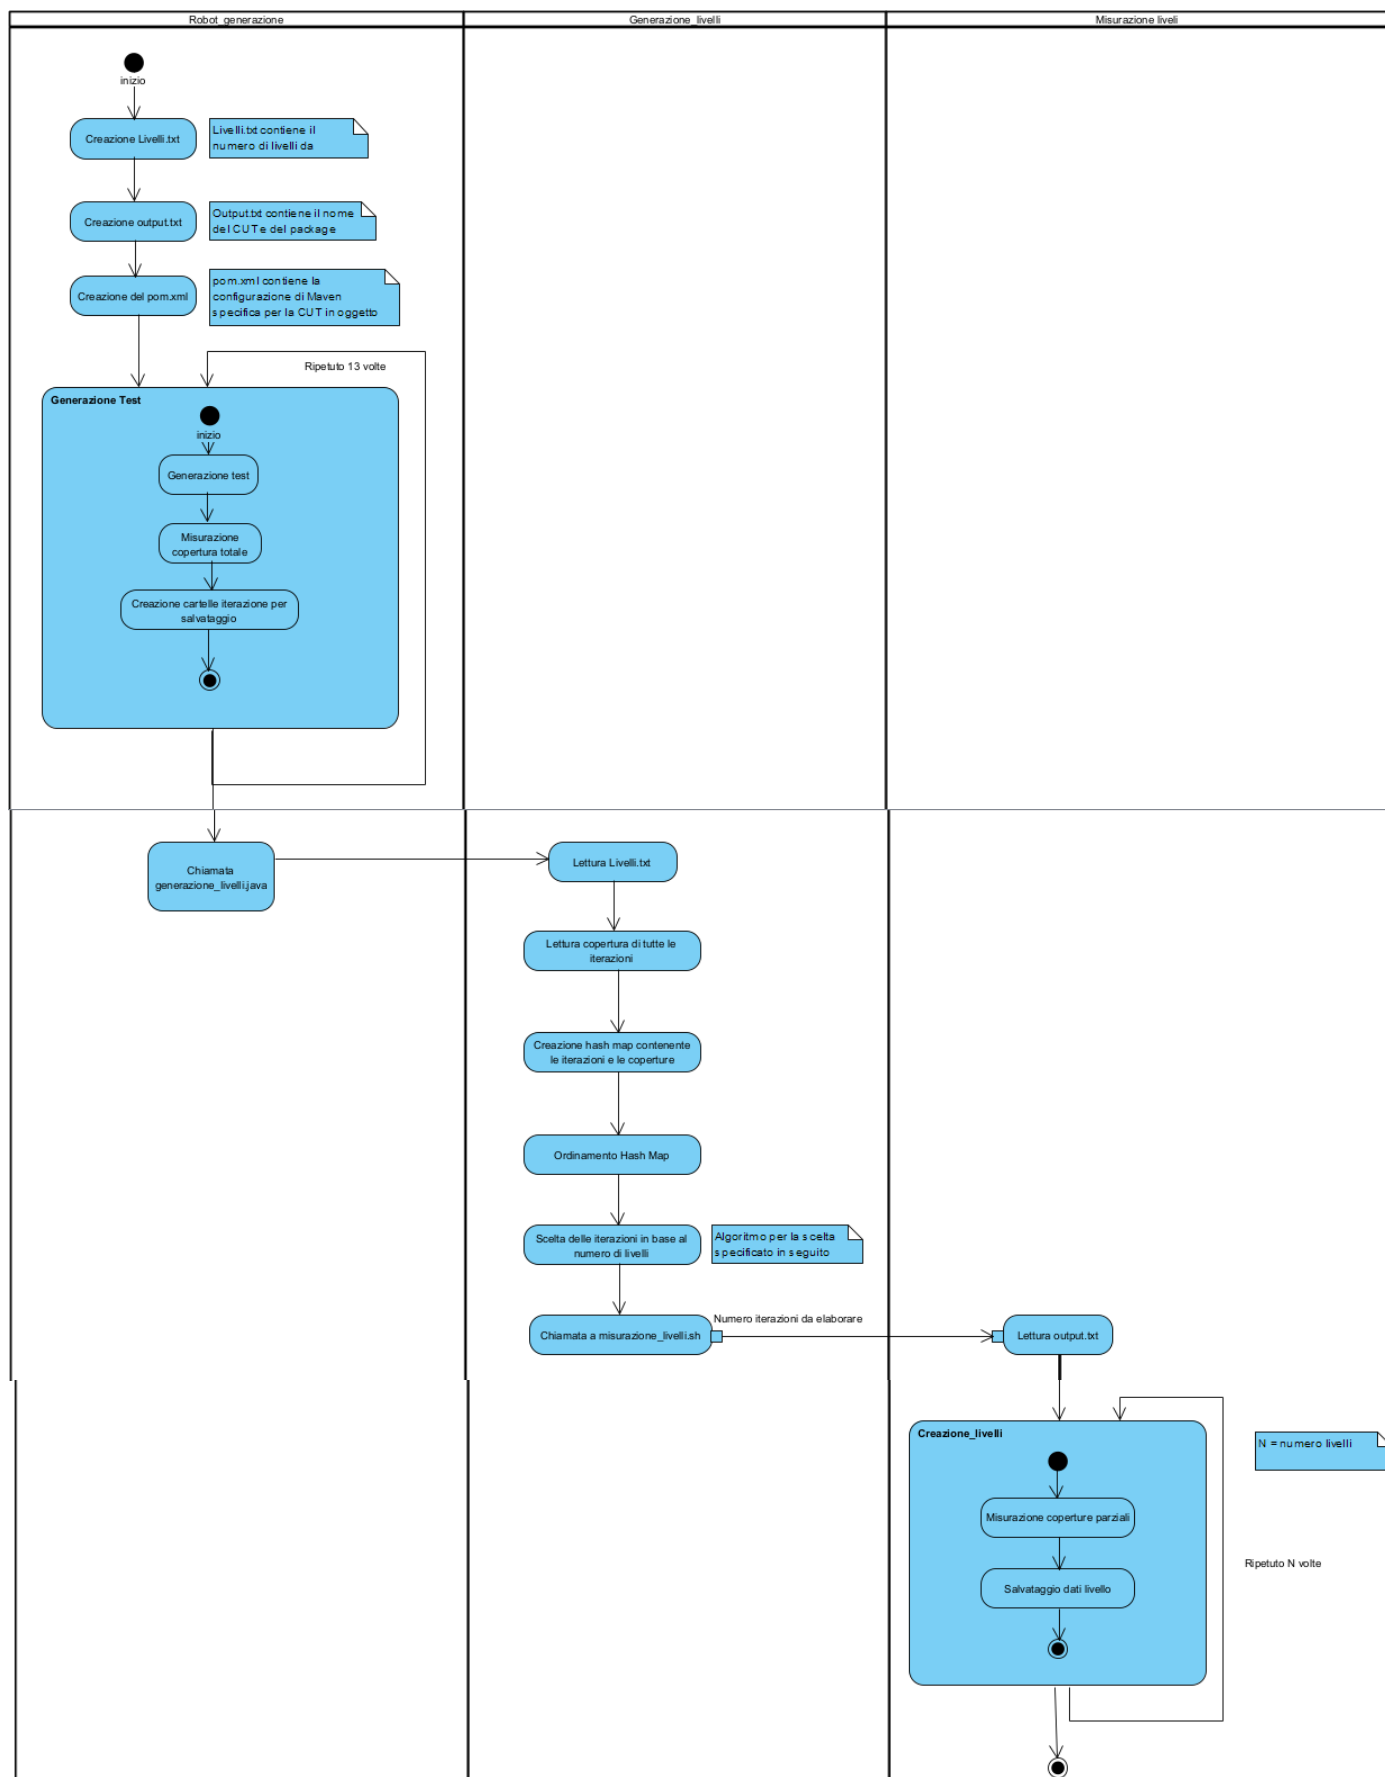 Robot_generazione
Generazione_livelli
Misurazione liveli
inizio
Creazione Livelli.txt
Livelli.txt contiene il
numero di livelli da
Creazione output.txt
Output.txt contiene il nome
del CUT e del package
Creazione del pom.xml
pom.xml contiene la
configurazione di Maven
specifica per la CUT in oggetto
Ripetuto 13 volte
Generazione Test
inizio
Generazione test
Misurazione
copertura totale
Creazione cartelle iterazione per
salvataggio
Chiamata
generazione_livelli.java
Lettura Livelli.txt
Lettura copertura di tutte le
iterazioni
Creazione hash map contenente
le iterazioni e le coperture
Ordinamento Hash Map
Scelta delle iterazioni in base al
numero di livelli
Algoritmo per la scelta
specificato in seguito
Chiamata a misurazione_livelli.sh
Numero iterazioni da elaborare
Lettura output.txt
Creazione_livelli
N = numero livelli
Misurazione coperture parziali
Ripetuto N volte
Salvataggio dati livello